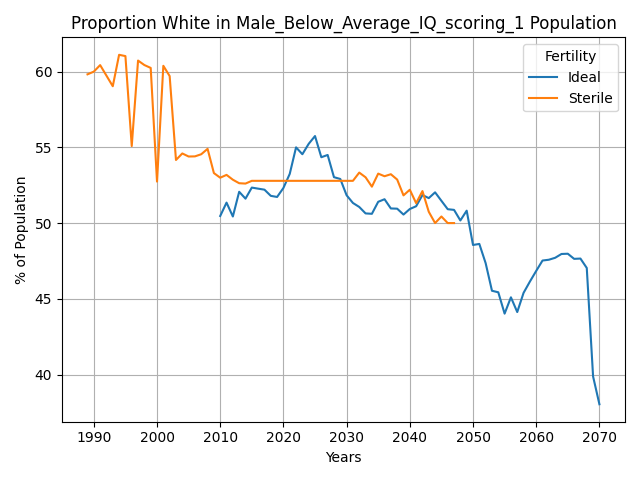 Proportion White in Male_Below_Average_IQ_scoring_1 Population
Fertility
Ideal
Sterile
% of Population
60
55
50
45
40
1990 2000 2010 2020 2030 2040 2050 2060 2070
Years